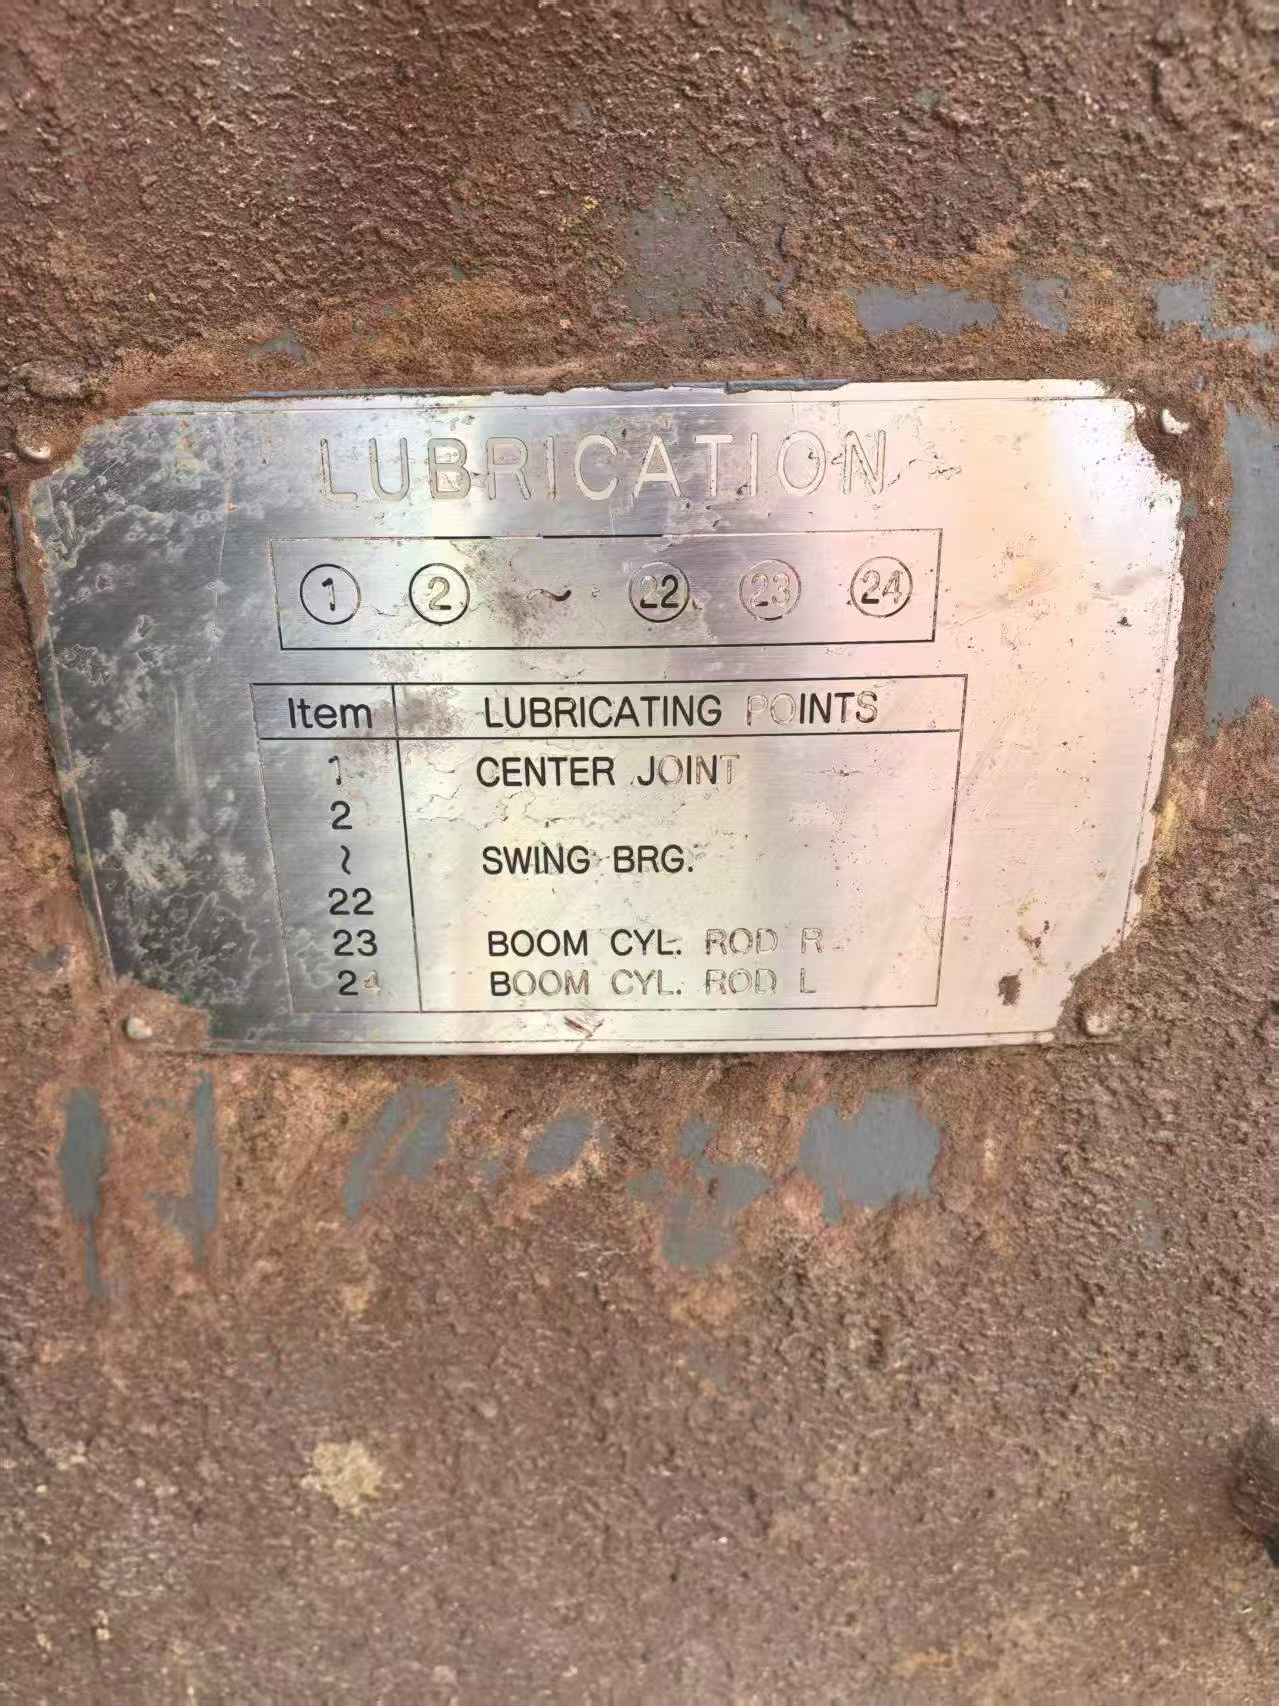 LUBRICATION
1 2 ~ 22 23 24
Item LUBRICATING POINTS
1 CENTER JOINT
2
~ SWING BRG.
22
23 BOOM CYL. ROD R
24 BOOM CYL. ROD L